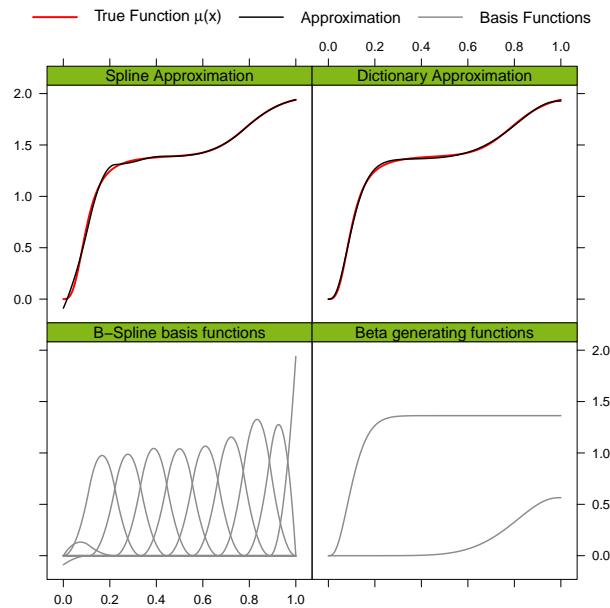 True Function μ(x) Approximation Basis Functions
0.0 0.2 0.4 0.6 0.8 1.0
Spline Approximation Dictionary Approximation
2.0
1.5
1.0
0.5
0.0
B−Spline basis functions Beta generating functions
2.0
1.5
1.0
0.5
0.0
0.0 0.2 0.4 0.6 0.8 1.0